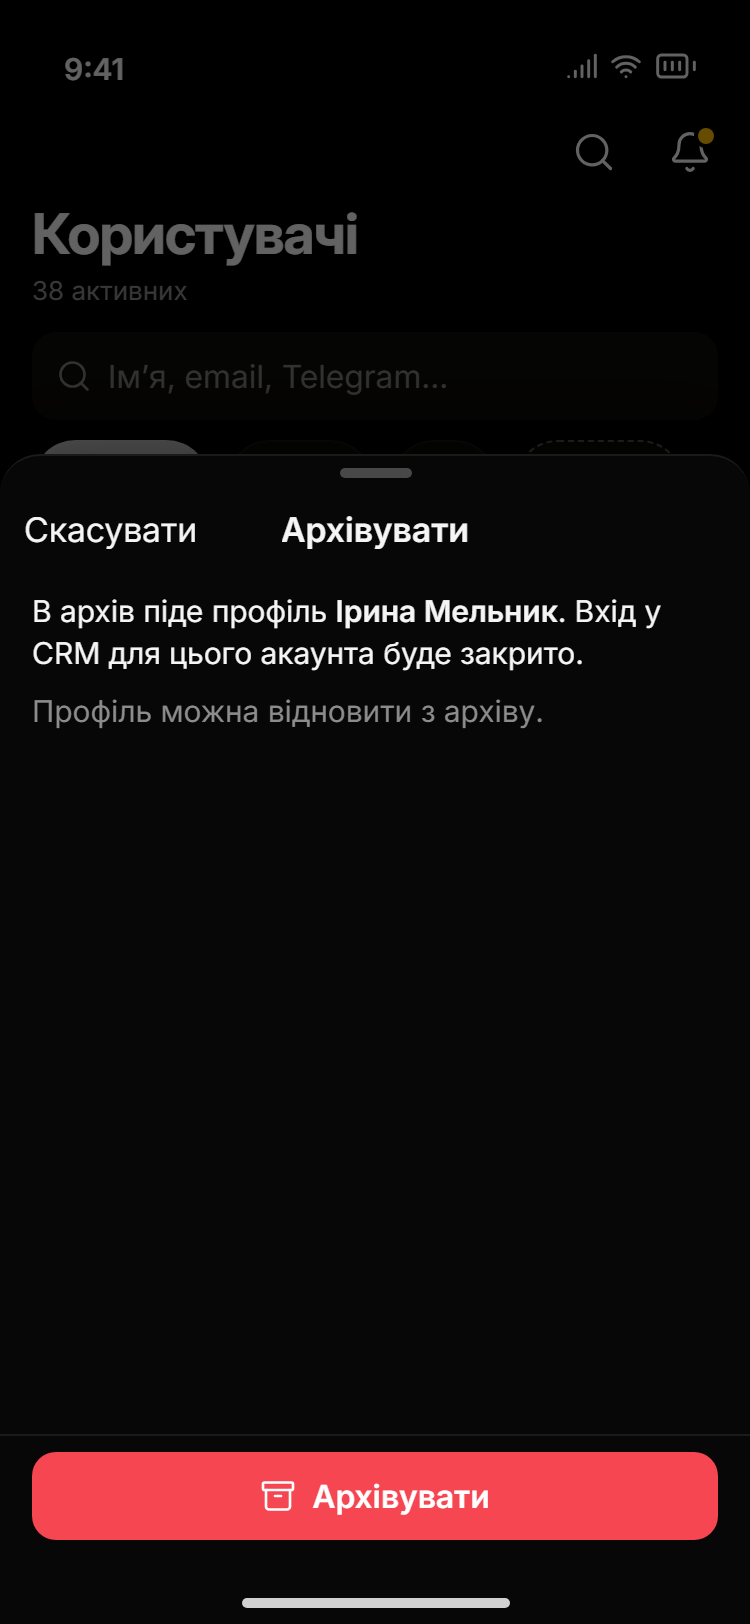 9:41
Користувачі
38 активних
Ім’я, email, Telegram...
Скасувати
Архівувати
В архів піде профіль Ірина Мельник. Вхід у
CRM для цього акаунта буде закрито.
Профіль можна відновити з архіву.
Архівувати